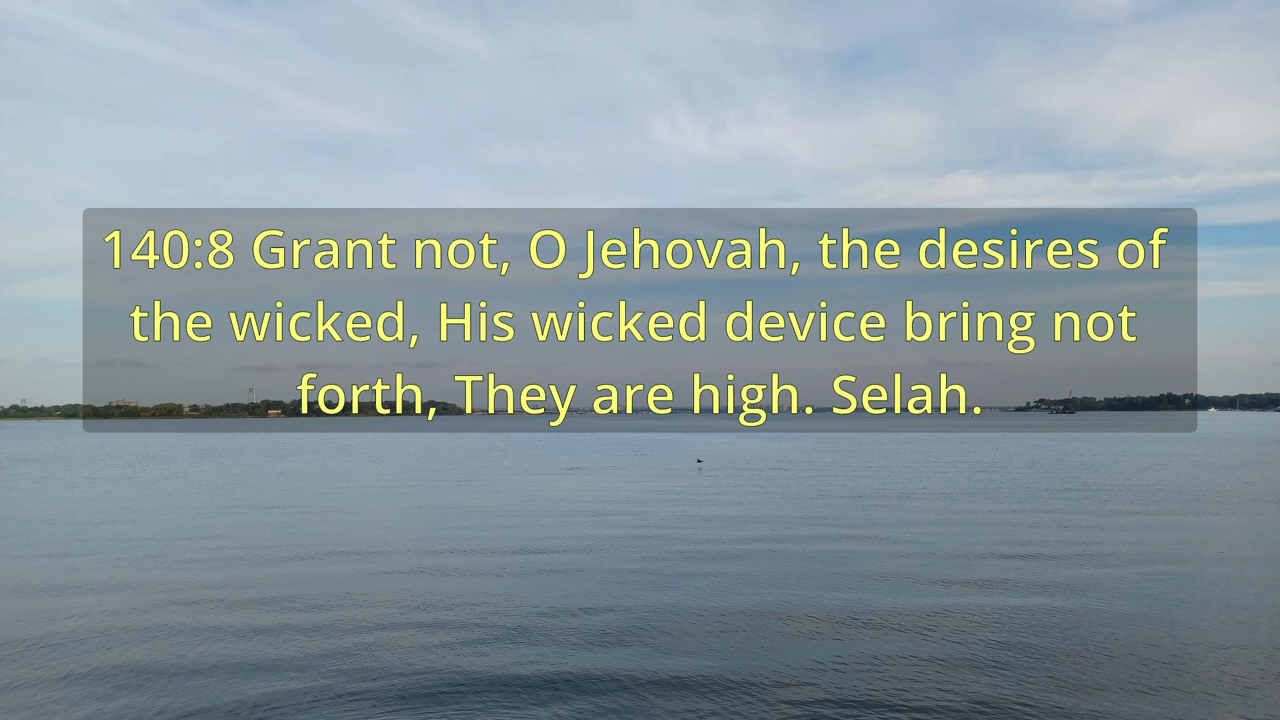 140:8 Grant not, O Jehovah, the desires of
the wicked, His wicked device bring not
forth, They are high. Selah.